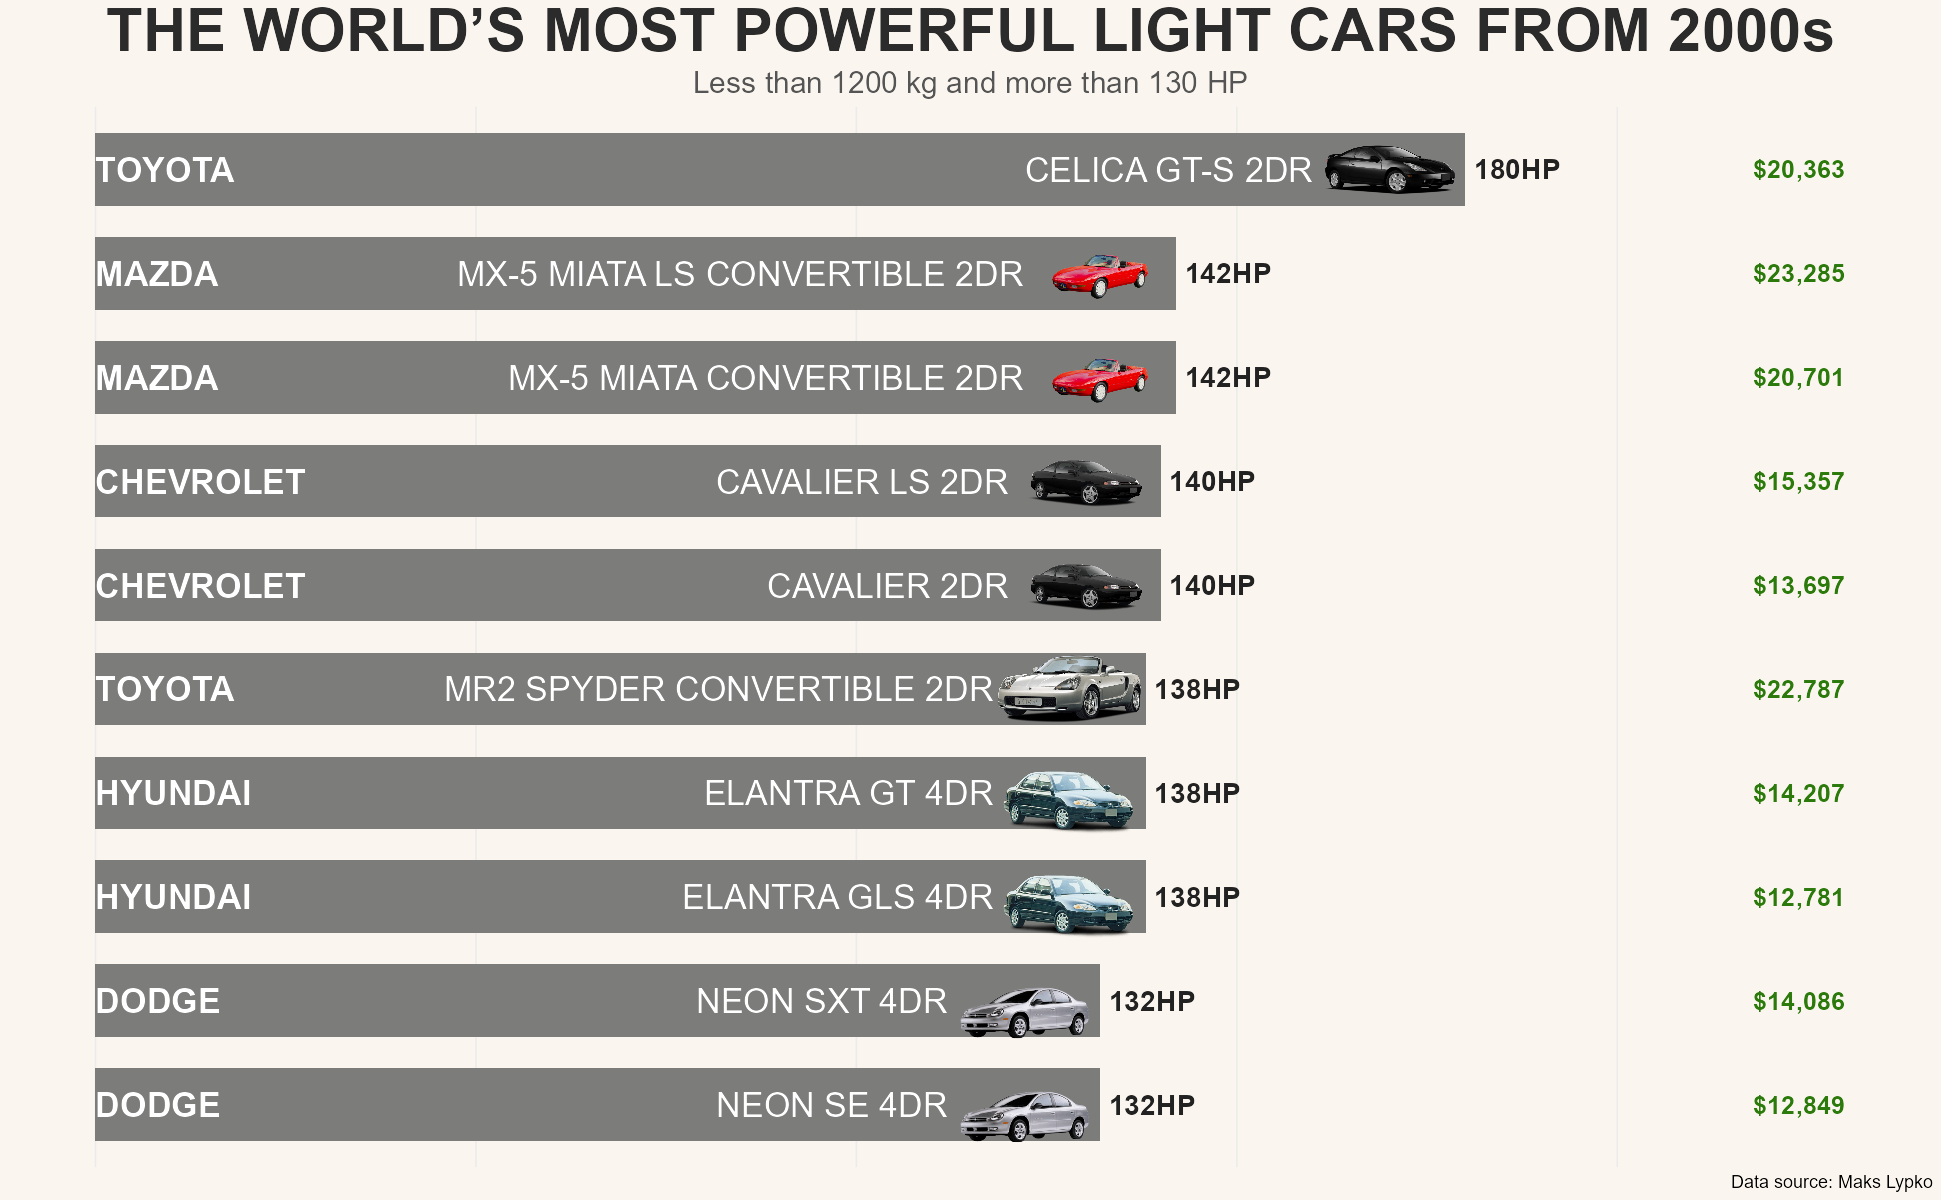 THE WORLD’S MOST POWERFUL LIGHT CARS FROM 2000s
Less than 1200 kg and more than 130 HP
TOYOTA CELICA GT-S 2DR 180HP $20,363
MAZDA MX-5 MIATA LS CONVERTIBLE 2DR 142HP $23,285
MAZDA MX-5 MIATA CONVERTIBLE 2DR 142HP $20,701
CHEVROLET CAVALIER LS 2DR 140HP $15,357
CHEVROLET CAVALIER 2DR 140HP $13,697
TOYOTA MR2 SPYDER CONVERTIBLE 2DR 138HP $22,787
HYUNDAI ELANTRA GT 4DR 138HP $14,207
HYUNDAI ELANTRA GLS 4DR 138HP $12,781
DODGE NEON SXT 4DR 132HP $14,086
DODGE NEON SE 4DR 132HP $12,849
Data source: Maks Lypko